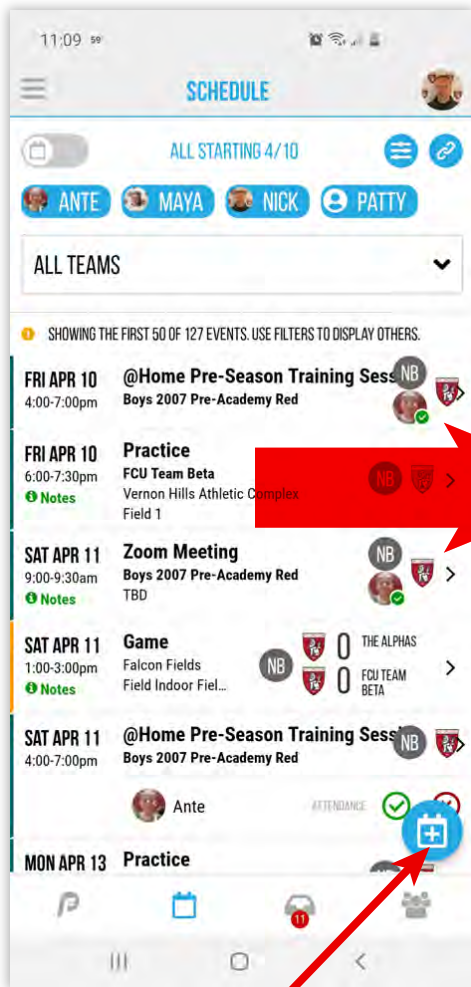 11:09 59
SCHEDULE
ALL STARTING 4/10
ANTE MAYA NICK PATTY
ALL TEAMS
SHOWING THE FIRST 50 OF 127 EVENTS. USE FILTERS TO DISPLAY OTHERS.
FRI APR 10 @Home Pre-Season Training Sess NB
4:00-7:00pm Boys 2007 Pre-Academy Red
FRI APR 10 Practice
6:00-7:30pm FCU Team Beta NB
Notes Vernon Hills Athletic Complex
Field 1
SAT APR 11 Zoom Meeting NB
9:00-9:30am Boys 2007 Pre-Academy Red
Notes TBD
SAT APR 11 Game 0 THE ALPHAS
1:00-3:00pm Falcon Fields NB
Notes Field Indoor Fiel... 0 FCU TEAM
BETA
SAT APR 11 @Home Pre-Season Training Sess NB
4:00-7:00pm Boys 2007 Pre-Academy Red
Ante ATTENDANCE
MON APR 13 Practice
11